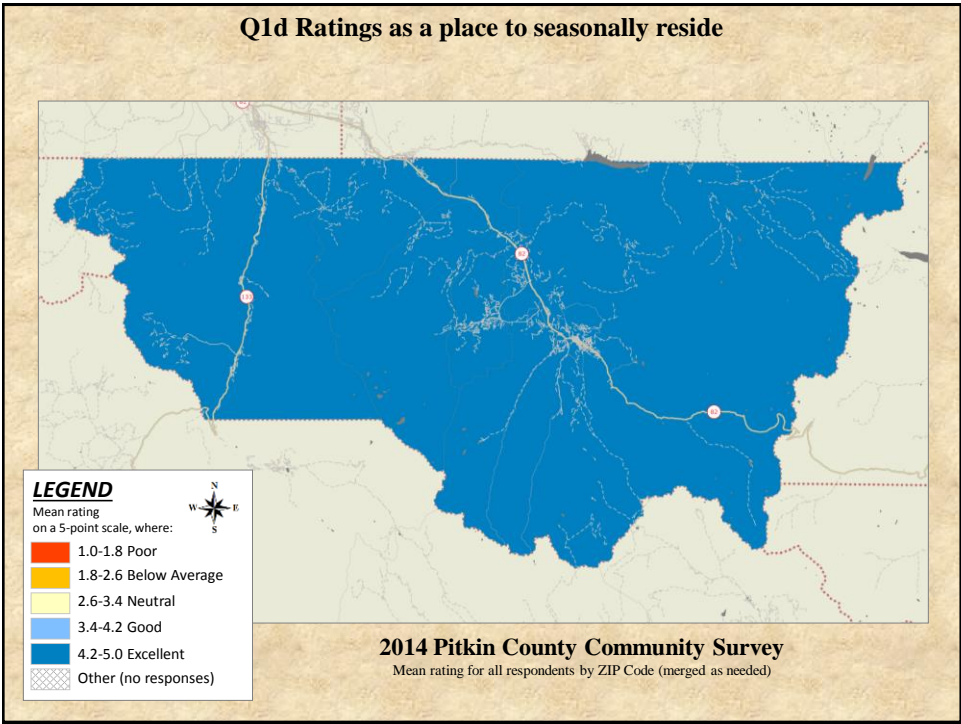 Q1d Ratings as a place to seasonally reside
82
133
82
LEGEND
Mean rating
on a 5-point scale, where:
N
W E
S
1.0-1.8 Poor
1.8-2.6 Below Average
2.6-3.4 Neutral
3.4-4.2 Good
4.2-5.0 Excellent
Other (no responses)
2014 Pitkin County Community Survey
Mean rating for all respondents by ZIP Code (merged as needed)